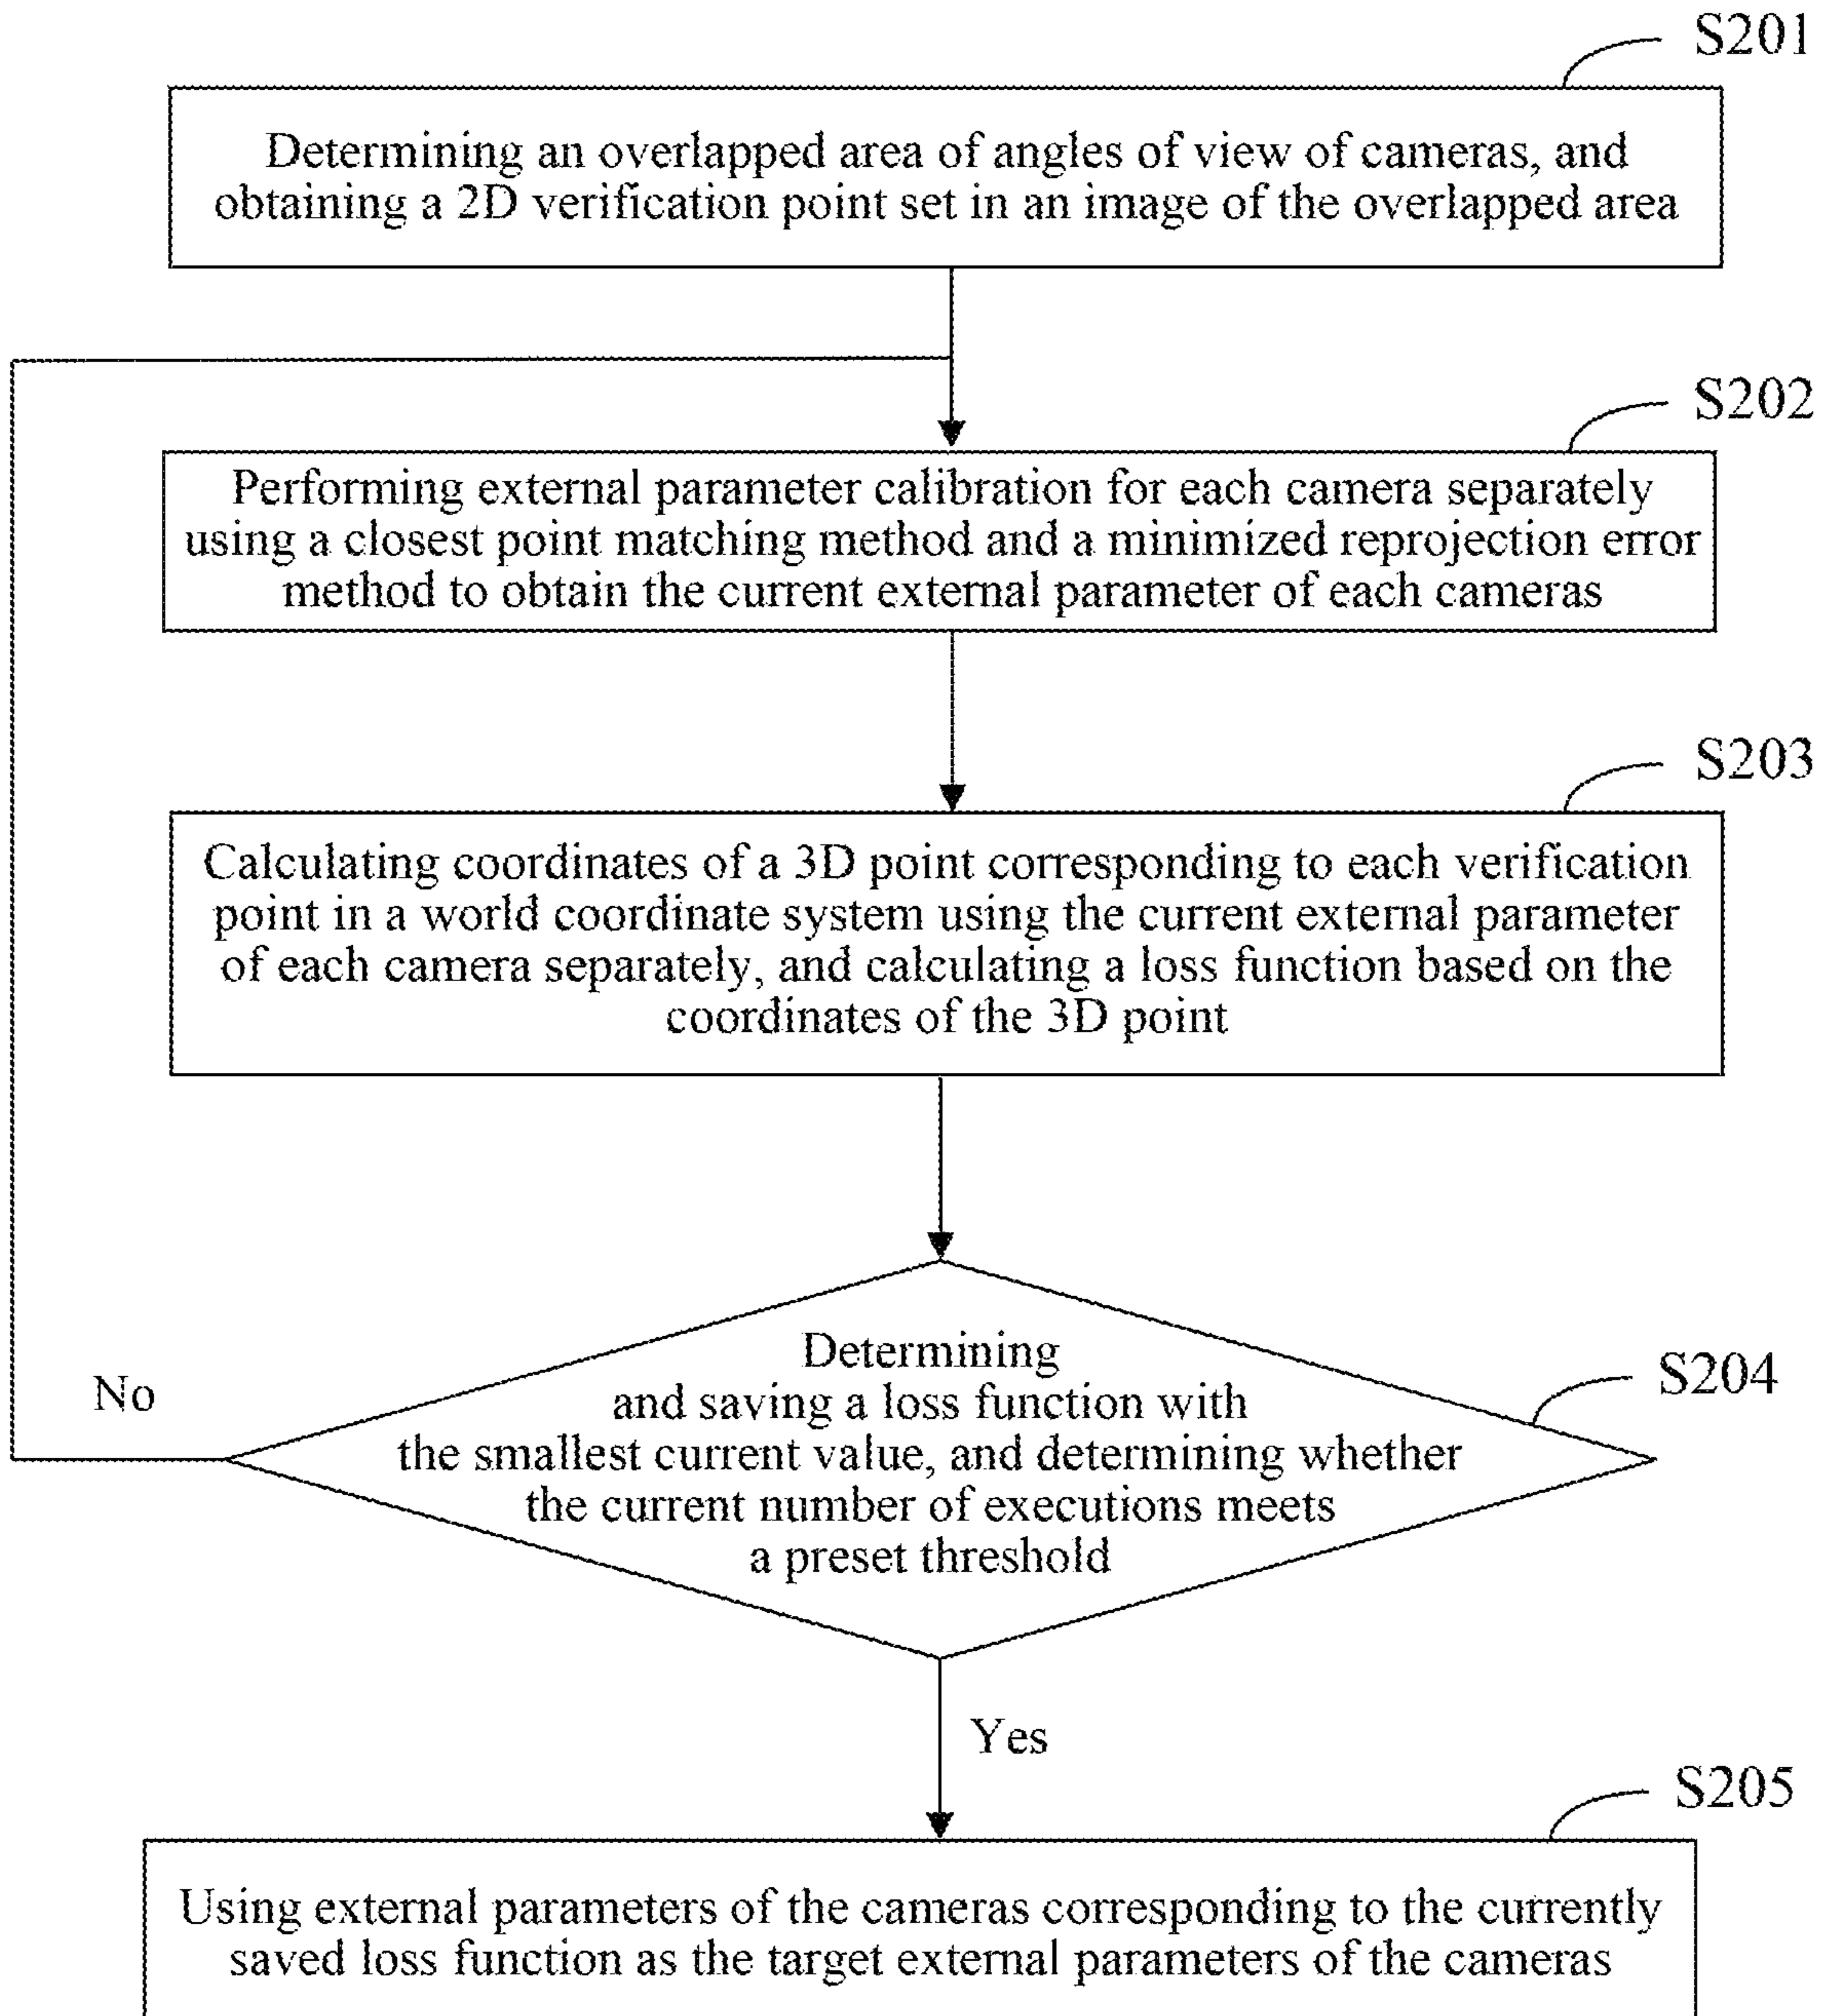 S201
Determining an overlapped area of angles of view of cameras, and
obtaining a 2D verification point set in an image of the overlapped area
S202
Performing external parameter calibration for each camera separately
using a closest point matching method and a minimized reprojection error
method to obtain the current external parameter of each cameras
S203
Calculating coordinates of a 3D point corresponding to each verification
point in a world coordinate system using the current external parameter
of each camera separately, and calculating a loss function based on the
coordinates of the 3D point
S204
Determining
and saving a loss function with
the smallest current value, and determining whether
the current number of executions meets
a preset threshold
No
Yes
S205
Using external parameters of the cameras corresponding to the currently
saved loss function as the target external parameters of the cameras